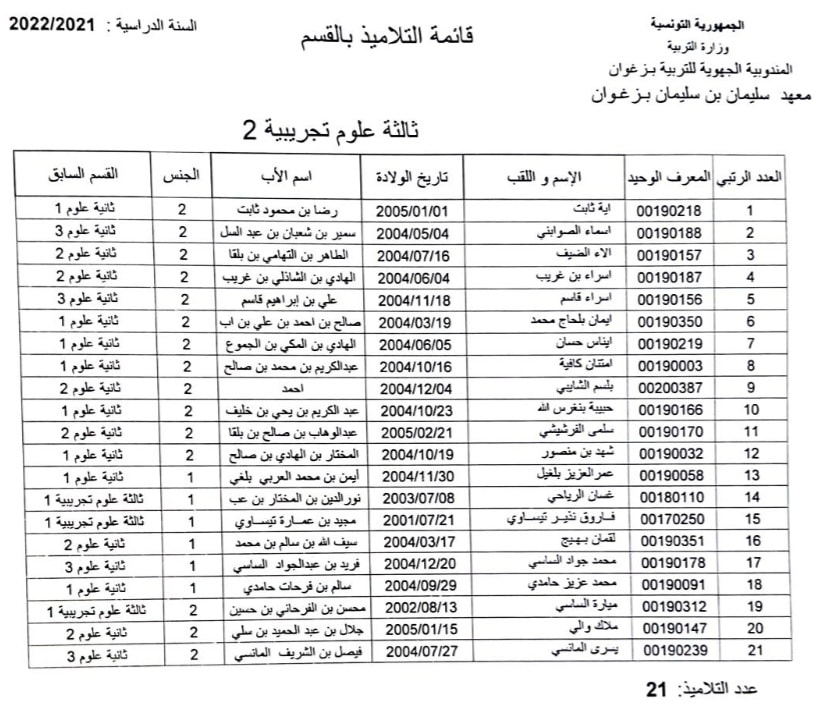 الجمهورية التونسية
وزارة التربية
المندوبية الجهوية للتربية بـزغوان
معهد سليمان بن سليمان بـزغوان
قائمة التلاميذ بالقسم
السنة الدراسية : 2022/2021
ثالثة علوم تجريبية 2
العدد الرتبي المعرف الوحيد الإسم و اللقب تاريخ الولادة اسم الأب الجنس القسم السابق
1 00190218 اية ثابت 2005/01/01 رضا بن محمود ثابت 2 ثانية علوم 1
2 00190188 اسماء الصوابني 2004/05/04 سمير بن شعبان بن عبد السل 2 ثانية علوم 3
3 00190157 الاء الضيف 2004/07/16 الطاهر بن التهامي بن بلقا 2 ثانية علوم 2
4 00190187 اسراء بن غريب 2004/06/04 الهادي بن الشاذلي بن غريب 2 ثانية علوم 2
5 00190156 اسراء قاسم 2004/11/18 علي بن إبراهيم قاسم 2 ثانية علوم 3
6 00190350 ايمان بلحاج محمد 2004/03/19 صالح بن احمد بن علي بن اب 2 ثانية علوم 1
7 00190219 ايناس حسان 2004/06/05 الهادي بن المكي بن الجموع 2 ثانية علوم 1
8 00190003 امتنان كافية 2004/10/16 عبدالكريم بن محمد بن صالح 2 ثانية علوم 1
9 00200387 بلسم الشايبي 2004/12/04 احمد 2 ثانية علوم 2
10 00190166 حبيبة بنغرس الله 2004/10/23 عبد الكريم بن يحي بن خليف 2 ثانية علوم 1
11 00190170 سلمى القرشيشي 2005/02/21 عبدالوهاب بن صالح بن بلقا 2 ثانية علوم 2
12 00190032 شهد بن منصور 2004/10/19 المختار بن الهادي بن صالح 2 ثانية علوم 1
13 00190058 عمرالعزيز بلغيل 2004/11/30 أيمن بن محمد العربي بلغي 1 ثانية علوم 1
14 00180110 غسان الرياحي 2003/07/08 نورالدين بن المختار بن عب 1 ثالثة علوم تجريبية 1
15 00170250 فـاروق نذيـر تيسـاوي 2001/07/21 مجيد بن عمـارة تيسـاوي 1 ثالثة علوم تجريبية 1
16 00190351 لقمان بـهيج 2004/03/17 سيف الله بن سالم بن محمد 1 ثانية علوم 2
17 00190178 محمد جواد الساسي 2004/12/20 فريد بن عبدالجواد الساسي 1 ثانية علوم 3
18 00190091 محمد عزيز حامدي 2004/09/29 سالم بن فرحات حامدي 1 ثانية علوم 1
19 00190312 ميارة الساسي 2002/08/13 محسن بن الفرحاني بن حسين 2 ثالثة علوم تجريبية 1
20 00190147 ملاك والي 2005/01/15 جلال بن عبد الحميد بن سلي 2 ثانية علوم 2
21 00190239 يسرى المانسي 2004/07/27 فيصل بن الشريف المانسي 2 ثانية علوم 3
عدد التلاميذ: 21